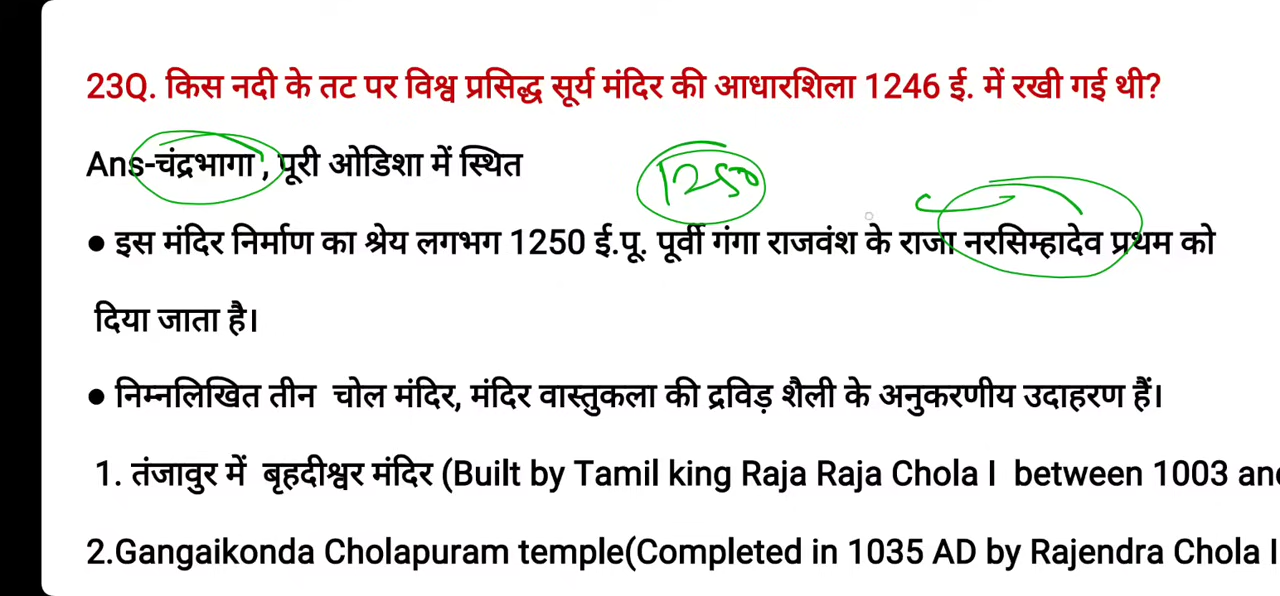 23Q. किस नदी के तट पर विश्व प्रसिद्ध सूर्य मंदिर की आधारशिला 1246 ई. में रखी गई थी?
Ans-चंद्रभागा , पूरी ओडिशा में स्थित
1250
● इस मंदिर निर्माण का श्रेय लगभग 1250 ई.पू. पूर्वी गंगा राजवंश के राजा नरसिम्हादेव प्रथम को
दिया जाता है।
● निम्नलिखित तीन चोल मंदिर, मंदिर वास्तुकला की द्रविड़ शैली के अनुकरणीय उदाहरण हैं।
1. तंजावुर में बृहदीश्वर मंदिर (Built by Tamil king Raja Raja Chola I between 1003 and
2.Gangaikonda Cholapuram temple(Completed in 1035 AD by Rajendra Chola I